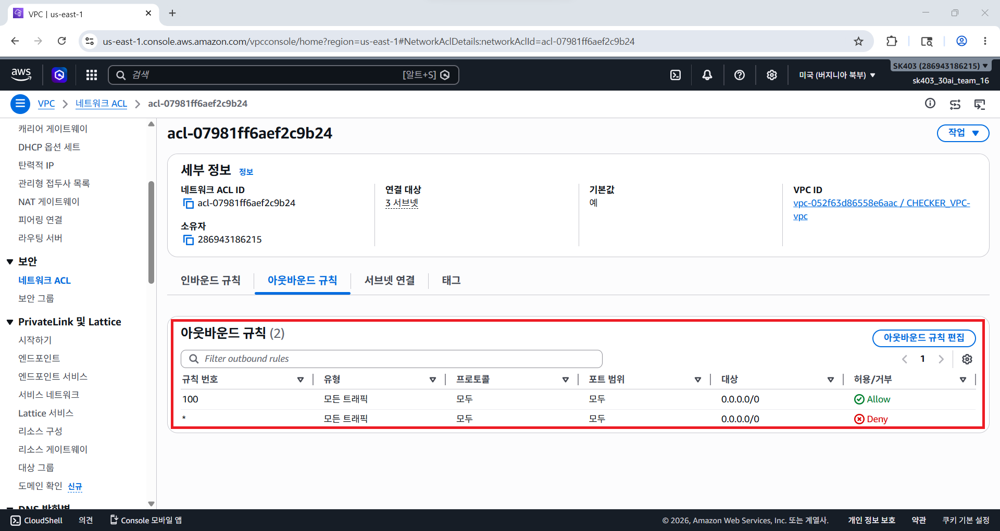 VPC | us-east-1
us-east-1.console.aws.amazon.com/vpcconsole/home?region=us-east-1#NetworkAclDetails:networkAclId=acl-07981ff6aef2c9b24
aws
검색
[알트+S]
미국 (버지니아 북부) ▼
SK403 (286943186215) ▼
sk403_30ai_team_16
VPC > 네트워크 ACL > acl-07981ff6aef2c9b24
캐리어 게이트웨이
DHCP 옵션 세트
탄력적 IP
관리형 접두사 목록
NAT 게이트웨이
피어링 연결
라우팅 서버
보안
네트워크 ACL
보안 그룹
PrivateLink 및 Lattice
시작하기
엔드포인트
엔드포인트 서비스
서비스 네트워크
Lattice 서비스
리소스 구성
리소스 게이트웨이
대상 그룹
도메인 확인 신규
DNS 방화벽
acl-07981ff6aef2c9b24
작업 ▼
세부 정보 정보
네트워크 ACL ID
acl-07981ff6aef2c9b24
소유자
286943186215
연결 대상
3 서브넷
기본값
예
VPC ID
vpc-052f63d86558e6aac / CHECKER_VPC-
vpc
인바운드 규칙 아웃바운드 규칙 서브넷 연결 태그
아웃바운드 규칙 (2)
아웃바운드 규칙 편집
Filter outbound rules
1
규칙 번호 유형 프로토콜 포트 범위 대상 허용/거부
100 모든 트래픽 모두 모두 0.0.0.0/0 Allow
* 모든 트래픽 모두 모두 0.0.0.0/0 Deny
CloudShell 의견 Console 모바일 앱
© 2026, Amazon Web Services, Inc. 또는 계열사. 개인 정보 보호 약관 쿠키 기본 설정